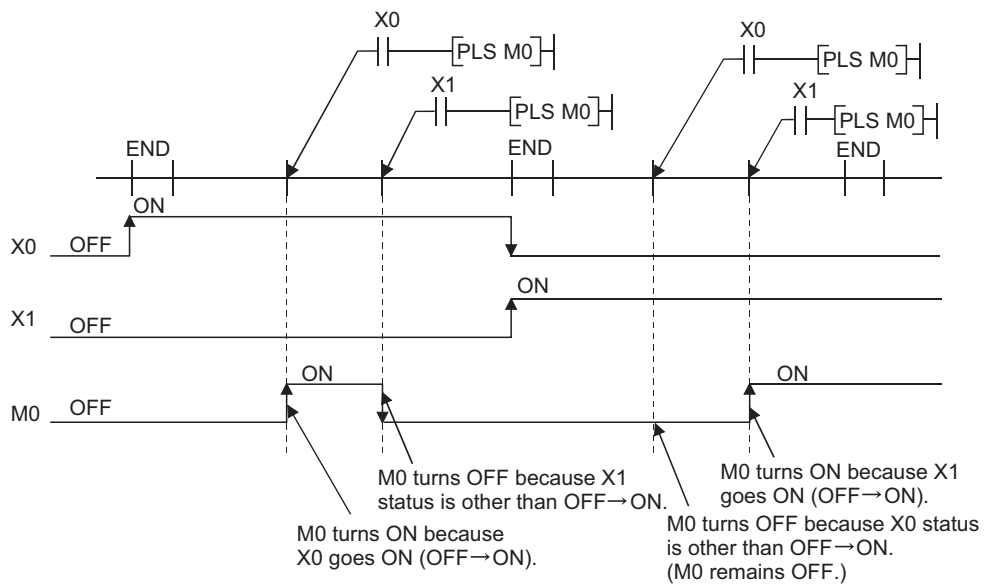 X0
[PLS M0]
X1
[PLS M0]
X0
[PLS M0]
X1
[PLS M0]
END
END
END
X0
OFF
ON
X1
OFF
ON
M0
OFF
ON
ON
M0 turns OFF because X1
status is other than OFF→ON.
M0 turns ON because
X0 goes ON (OFF→ON).
M0 turns ON because X1
goes ON (OFF→ON).
M0 turns OFF because X0 status
is other than OFF→ON.
(M0 remains OFF.)